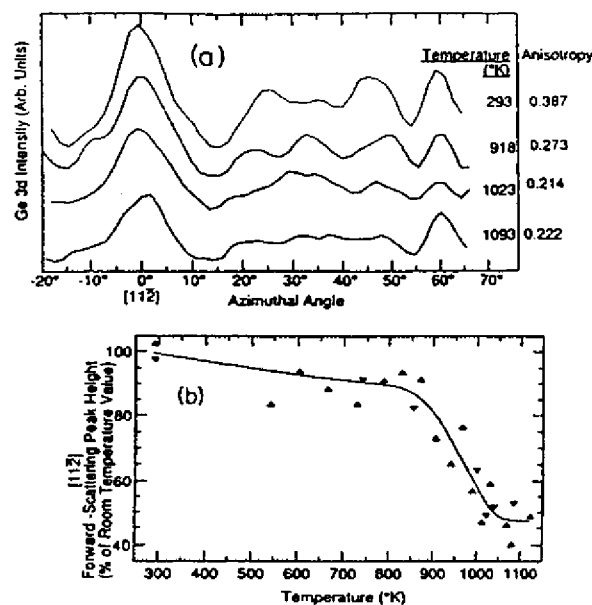 (a)
Temperature Anisotropy
(°K)
293 0.387
918 0.273
1023 0.214
1093 0.222
Ge 3d Intensity (Arb. Units)
-20° -10° 0° 10° 20° 30° 40° 50° 60° 70°
[112̅]
Azimuthal Angle
(b)
[112̅]
Forward-Scattering Peak Height
(% of Room Temperature Value)
100
80
60
40
300 400 500 600 700 800 900 1000 1100
Temperature (°K)